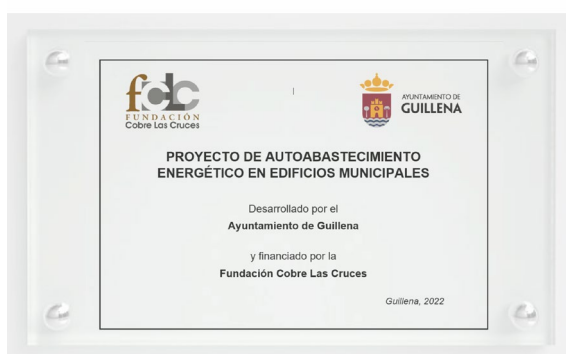 fclc
FUNDACIÓN
Cobre Las Cruces
AYUNTAMIENTO DE
GUILLENA
PROYECTO DE AUTOABASTECIMIENTO
ENERGÉTICO EN EDIFICIOS MUNICIPALES
Desarrollado por el
Ayuntamiento de Guillena
y financiado por la
Fundación Cobre Las Cruces
Guillena, 2022